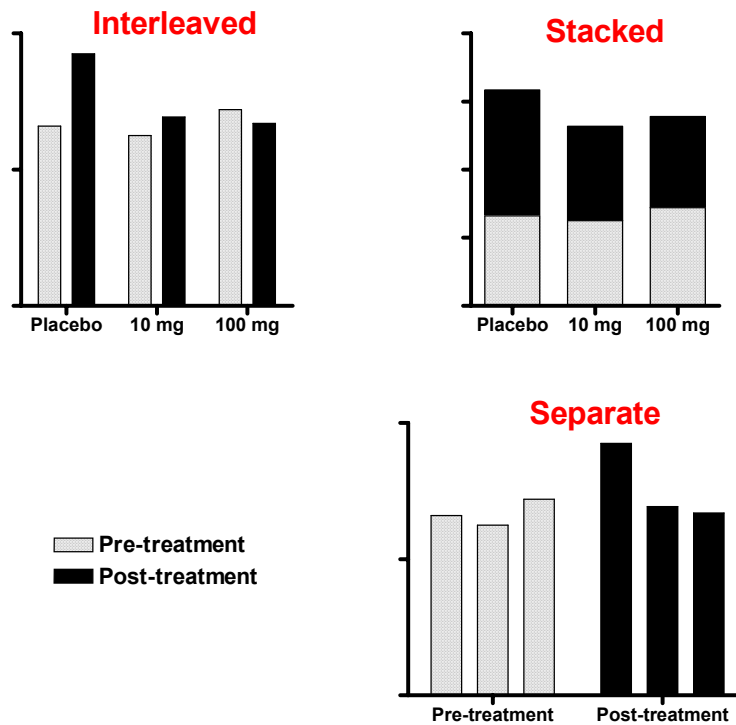 Interleaved
Placebo 10 mg 100 mg
Stacked
Placebo 10 mg 100 mg
Pre-treatment
Post-treatment
Separate
Pre-treatment Post-treatment